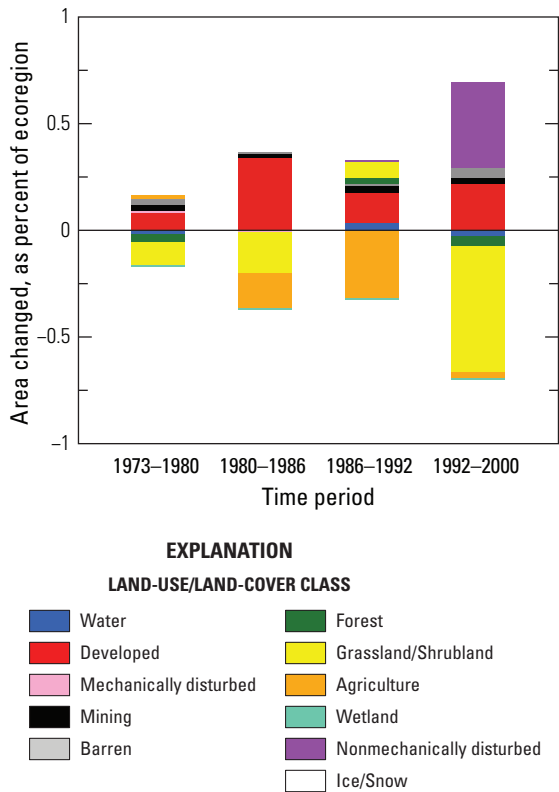 Area changed, as percent of ecoregion
1
0.5
0
−0.5
−1
1973–1980 1980–1986 1986–1992 1992–2000
Time period
EXPLANATION
LAND-USE/LAND-COVER CLASS
Water
Developed
Mechanically disturbed
Mining
Barren
Forest
Grassland/Shrubland
Agriculture
Wetland
Nonmechanically disturbed
Ice/Snow